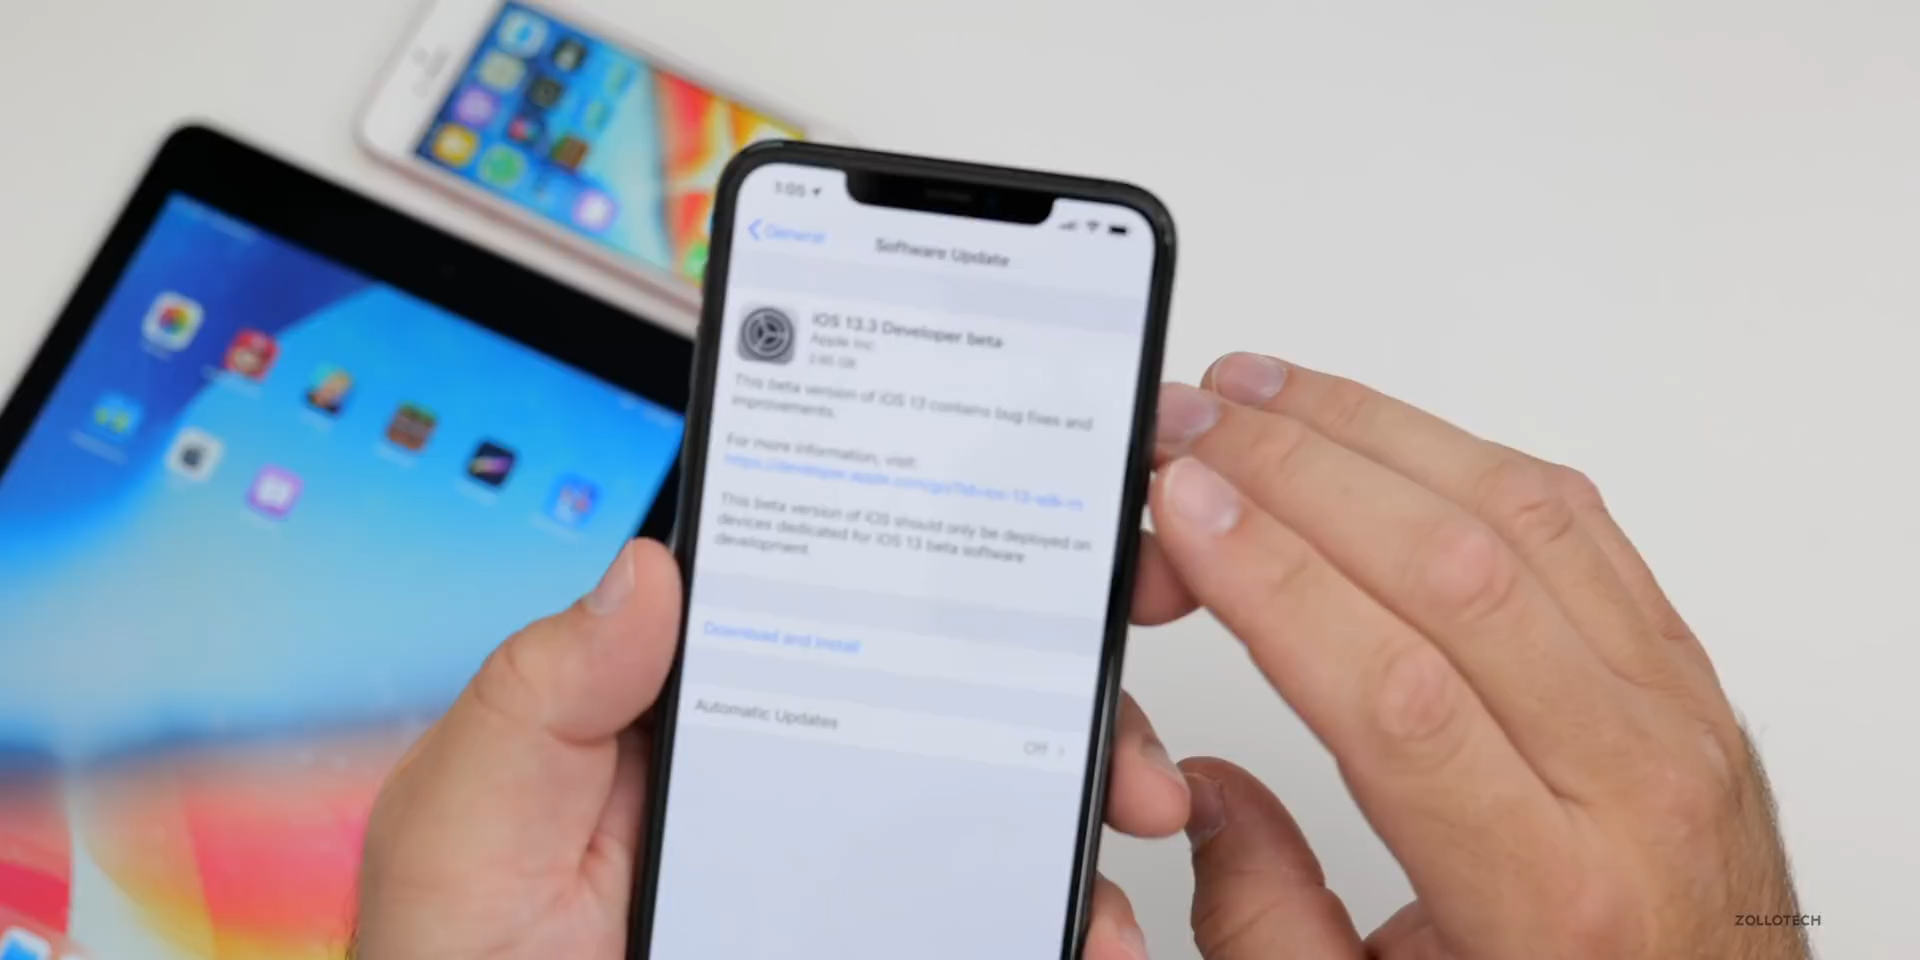 1:05
General
Software Update
iOS 13.3 Developer beta
Apple Inc.
This beta version of iOS 13 contains bug fixes and
improvements.
For more information, visit:
This beta version of iOS should only be deployed on
devices dedicated for iOS 13 beta software
development.
Download and Install
Automatic Updates
Off
ZOLLOTECH